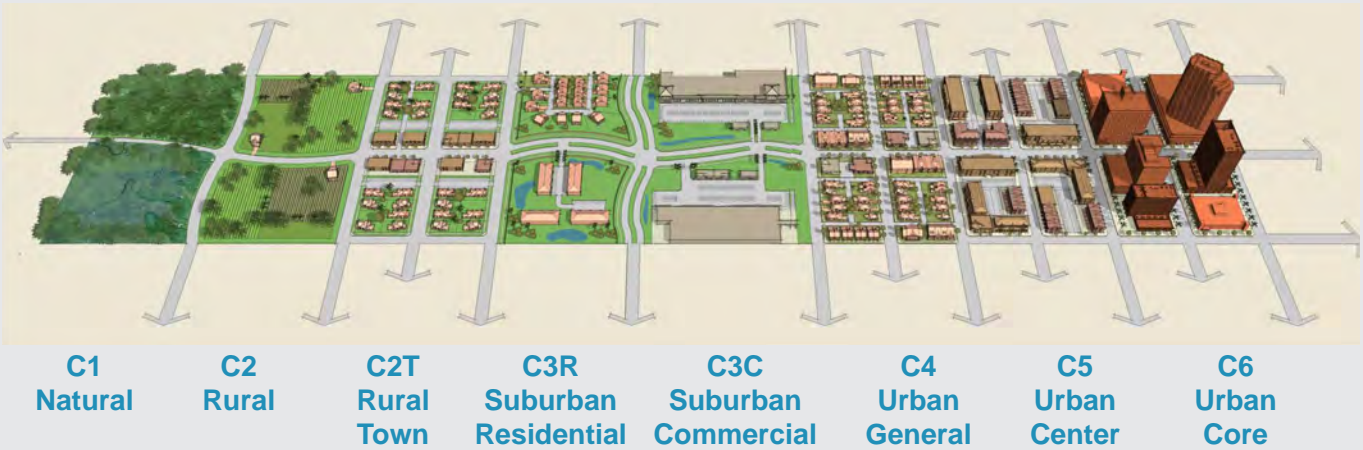 C1
Natural
C2
Rural
C2T
Rural
Town
C3R
Suburban
Residential
C3C
Suburban
Commercial
C4
Urban
General
C5
Urban
Center
C6
Urban
Core